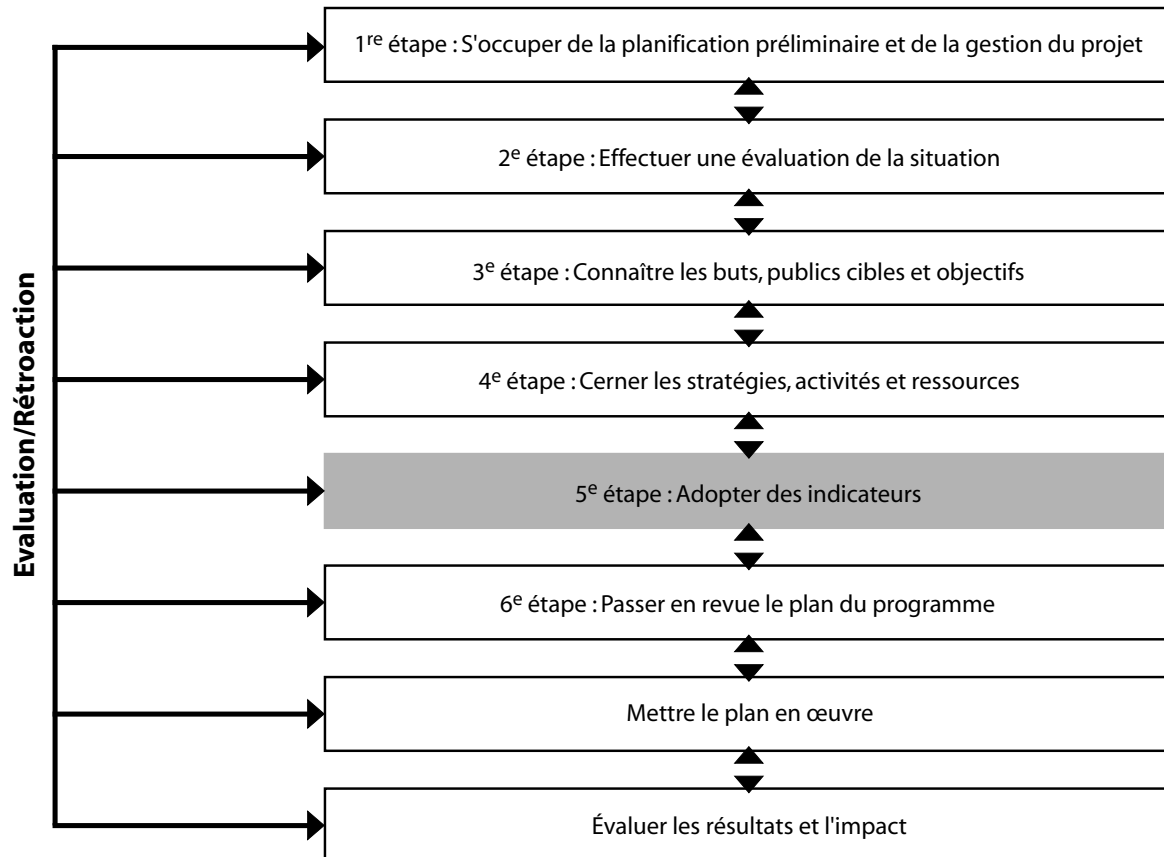 Evaluation/Rétroaction
1re étape : S'occuper de la planification préliminaire et de la gestion du projet
2e étape : Effectuer une évaluation de la situation
3e étape : Connaître les buts, publics cibles et objectifs
4e étape : Cerner les stratégies, activités et ressources
5e étape : Adopter des indicateurs
6e étape : Passer en revue le plan du programme
Mettre le plan en œuvre
Évaluer les résultats et l'impact